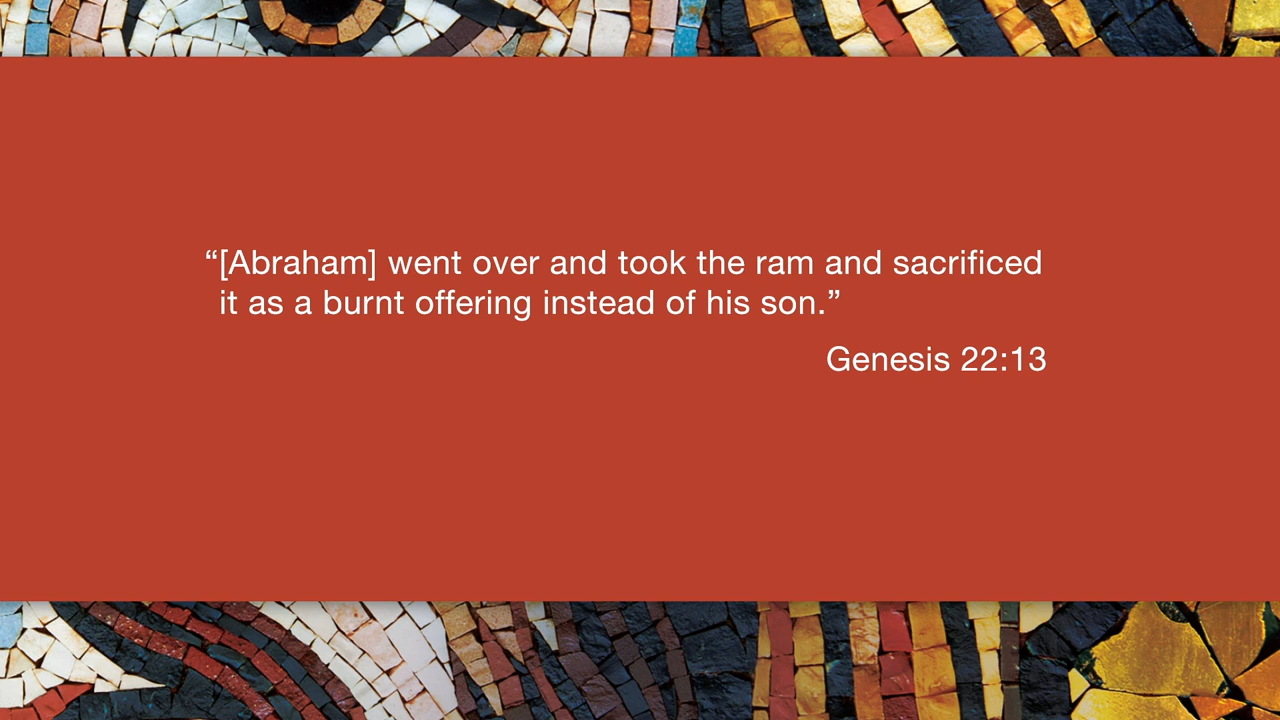 “[Abraham] went over and took the ram and sacrificed
it as a burnt offering instead of his son.”
Genesis 22:13